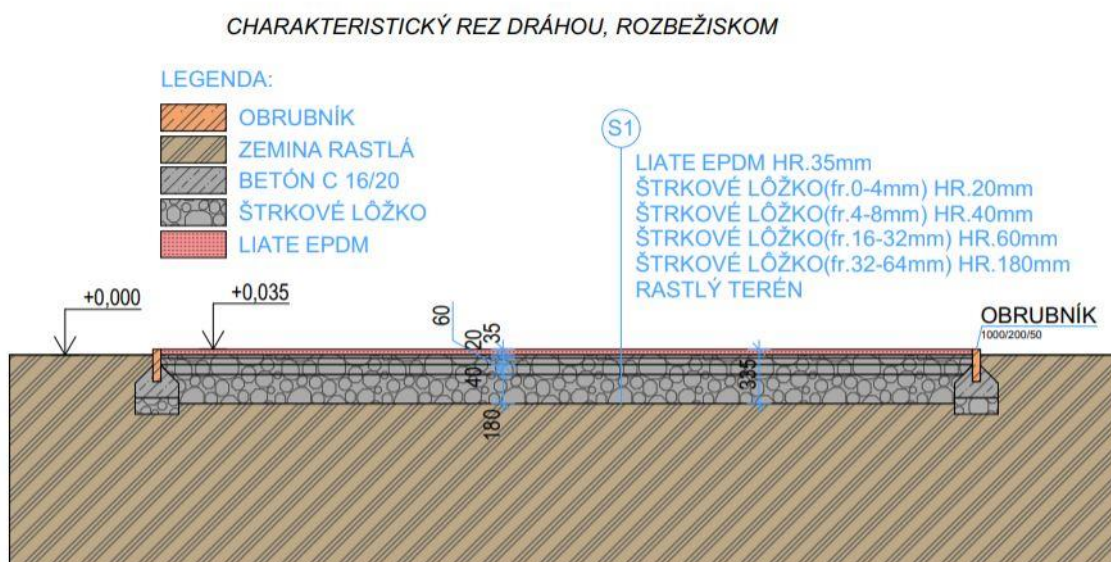 CHARAKTERISTICKÝ REZ DRÁHOU, ROZBEŽISKOM
LEGENDA:
OBRUBNÍK
ZEMINA RASTLÁ
BETÓN C 16/20
ŠTRKOVÉ LÔŽKO
LIATE EPDM
S1
LIATE EPDM HR.35mm
ŠTRKOVÉ LÔŽKO(fr.0-4mm) HR.20mm
ŠTRKOVÉ LÔŽKO(fr.4-8mm) HR.40mm
ŠTRKOVÉ LÔŽKO(fr.16-32mm) HR.60mm
ŠTRKOVÉ LÔŽKO(fr.32-64mm) HR.180mm
RASTLÝ TERÉN
+0,000
+0,035
60
20
35
40
180
335
OBRUBNÍK
1000/200/50